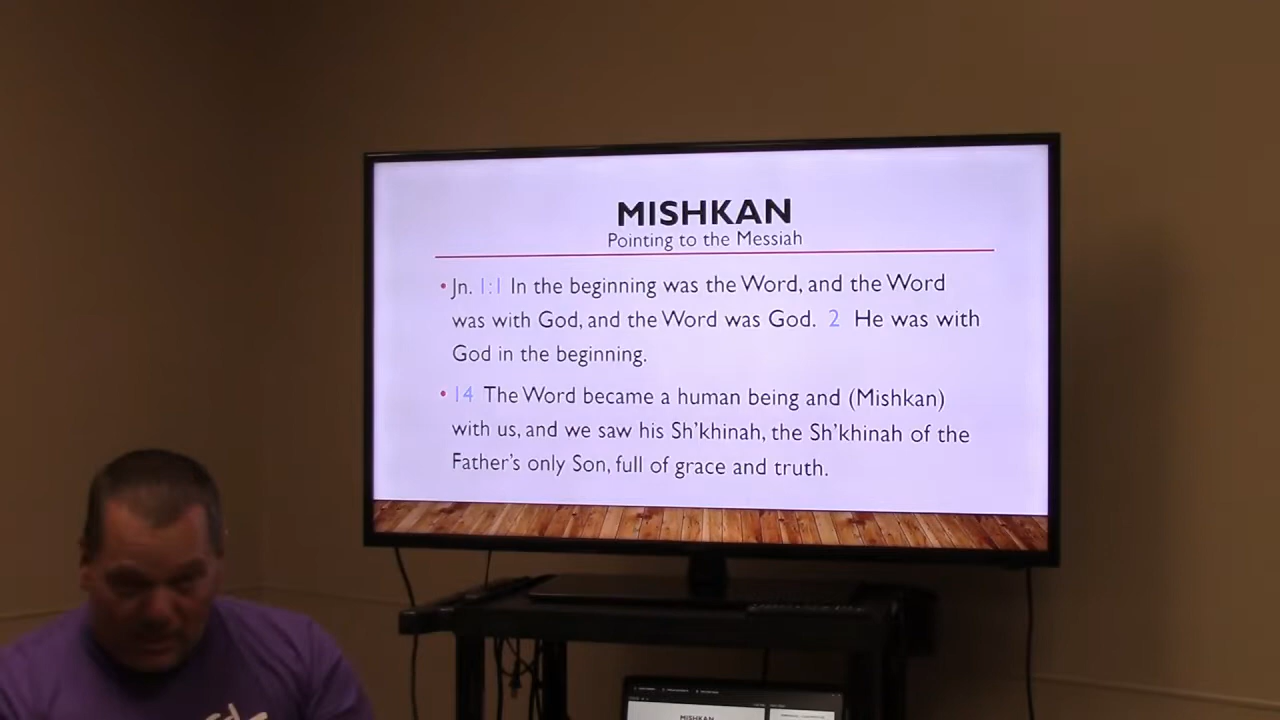 MISHKAN
Pointing to the Messiah
• Jn. 1:1 In the beginning was the Word, and the Word
was with God, and the Word was God. 2 He was with
God in the beginning.
• 14 The Word became a human being and (Mishkan)
with us, and we saw his Sh'khinah, the Sh'khinah of the
Father's only Son, full of grace and truth.
MISHKAN